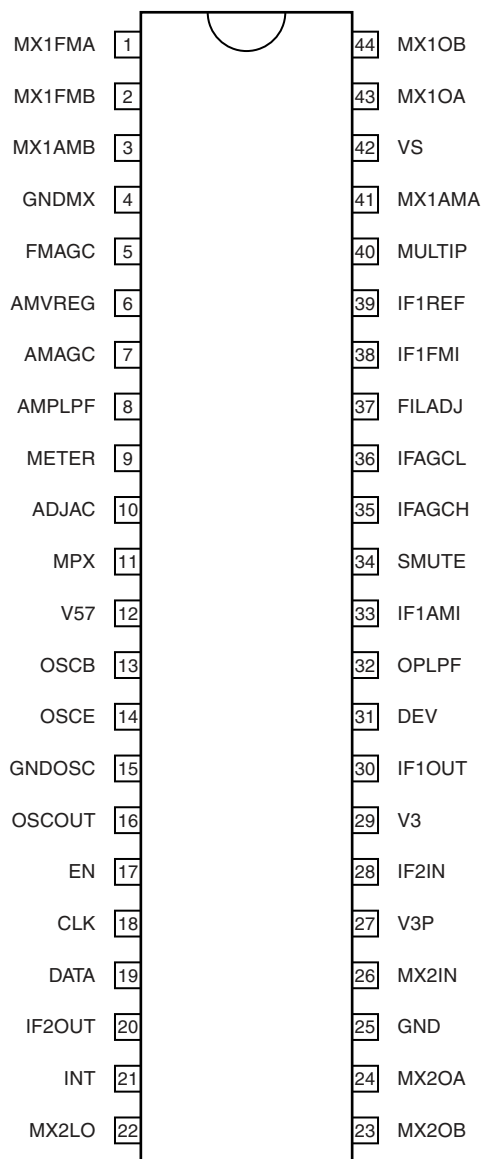 MX1FMA 1 44 MX1OB
MX1FMB 2 43 MX1OA
MX1AMB 3 42 VS
GNDMX 4 41 MX1AMA
FMAGC 5 40 MULTIP
AMVREG 6 39 IF1REF
AMAGC 7 38 IF1FMI
AMPLPF 8 37 FILADJ
METER 9 36 IFAGCL
ADJAC 10 35 IFAGCH
MPX 11 34 SMUTE
V57 12 33 IF1AMI
OSCB 13 32 OPLPF
OSCE 14 31 DEV
GNDOSC 15 30 IF1OUT
OSCOUT 16 29 V3
EN 17 28 IF2IN
CLK 18 27 V3P
DATA 19 26 MX2IN
IF2OUT 20 25 GND
INT 21 24 MX2OA
MX2LO 22 23 MX2OB